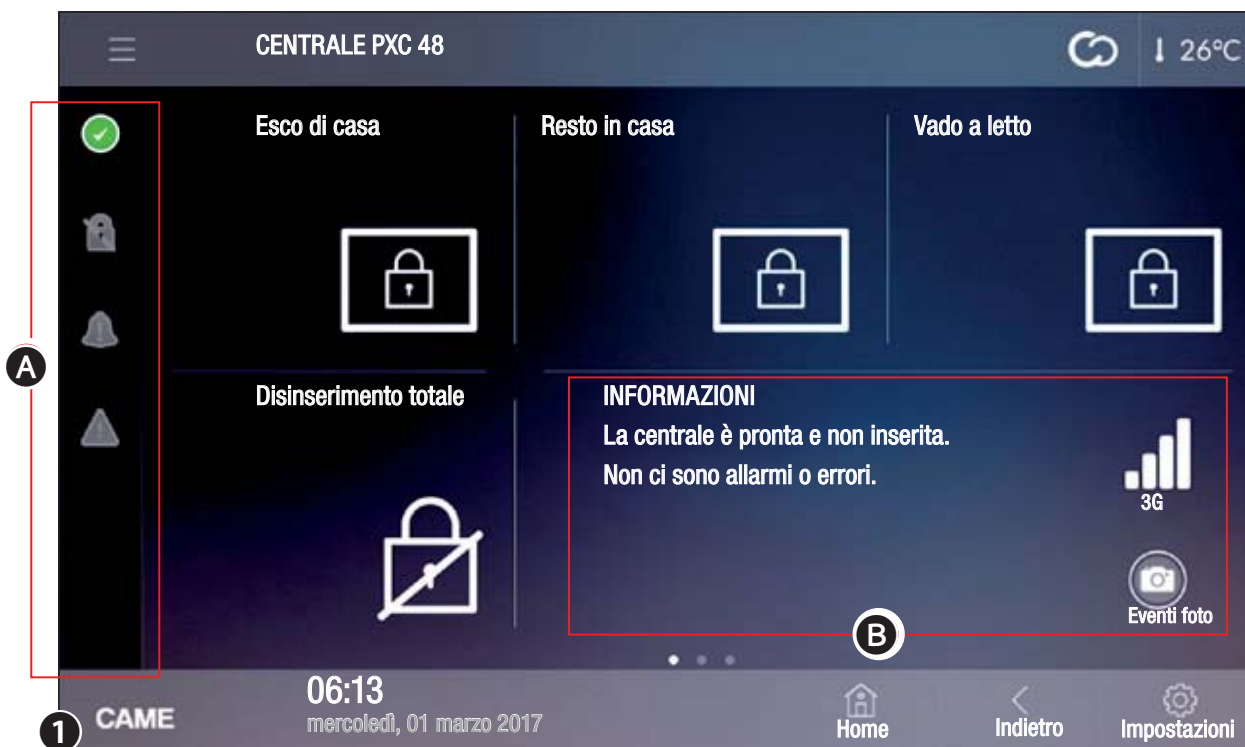 CENTRALE PXC 48
26°C
Esco di casa
Resto in casa
Vado a letto
A
Disinserimento totale
INFORMAZIONI
La centrale è pronta e non inserita.
Non ci sono allarmi o errori.
3G
Eventi foto
B
1
CAME
06:13
mercoledì, 01 marzo 2017
Home
Indietro
Impostazioni